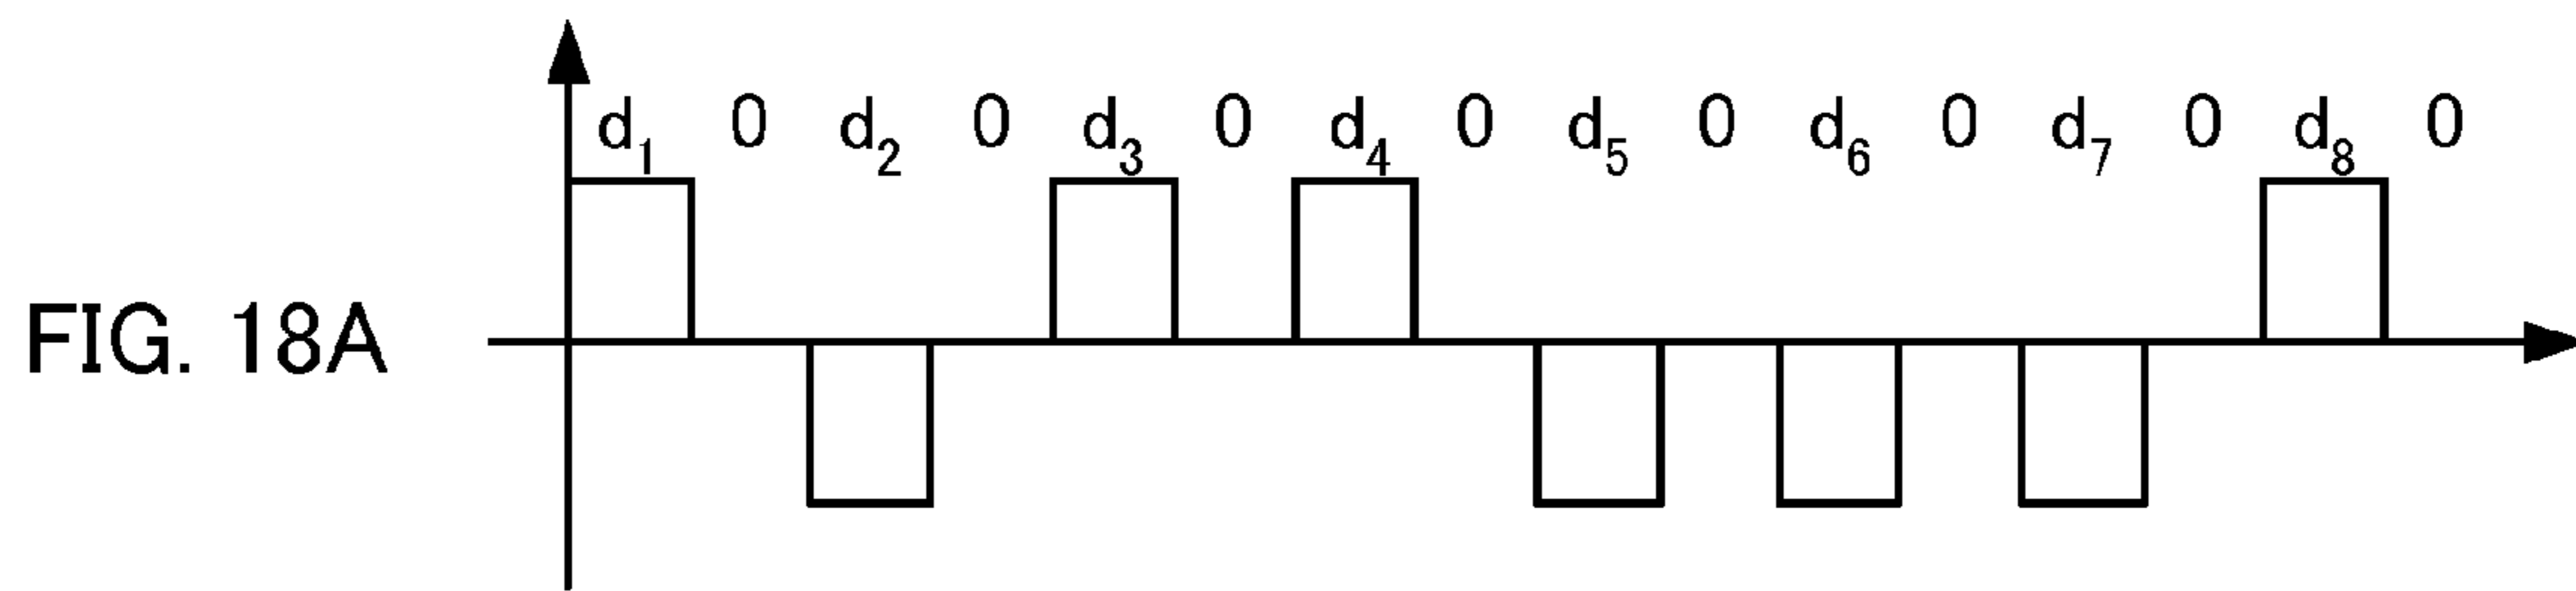 d₁ 0 d₂ 0 d₃ 0 d₄ 0 d₅ 0 d₆ 0 d₇ 0 d₈ 0
FIG. 18A